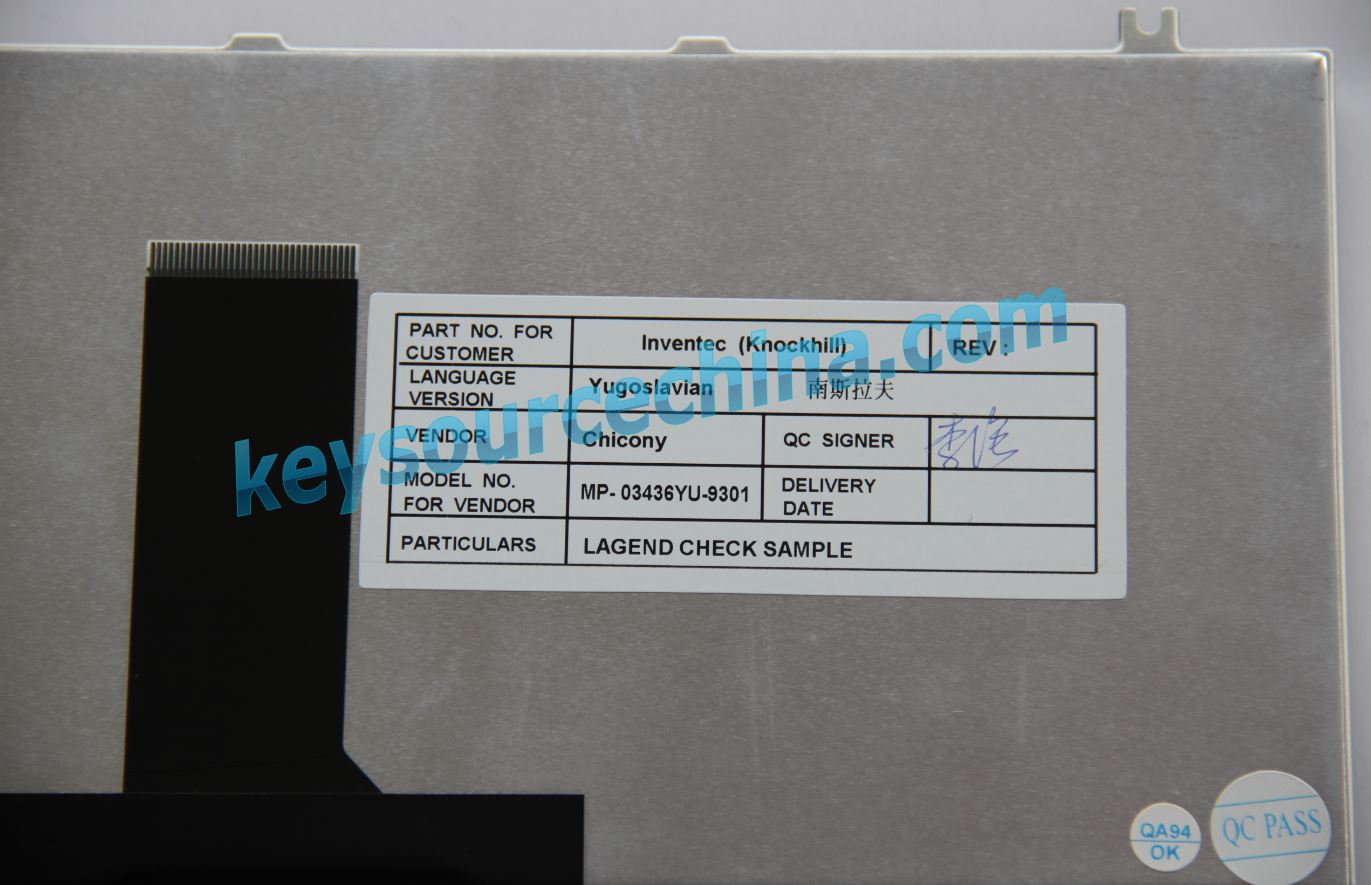 PART NO. FOR CUSTOMER
Inventec (Knockhill)
REV :
LANGUAGE VERSION
Yugoslavian 南斯拉夫
VENDOR
Chicony
QC SIGNER
MODEL NO. FOR VENDOR
MP- 03436YU-9301
DELIVERY DATE
PARTICULARS
LAGEND CHECK SAMPLE
keysourcechina.com
QA94
OK
QC PASS